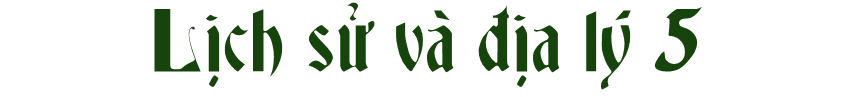 Lịch sử và địa lý 5